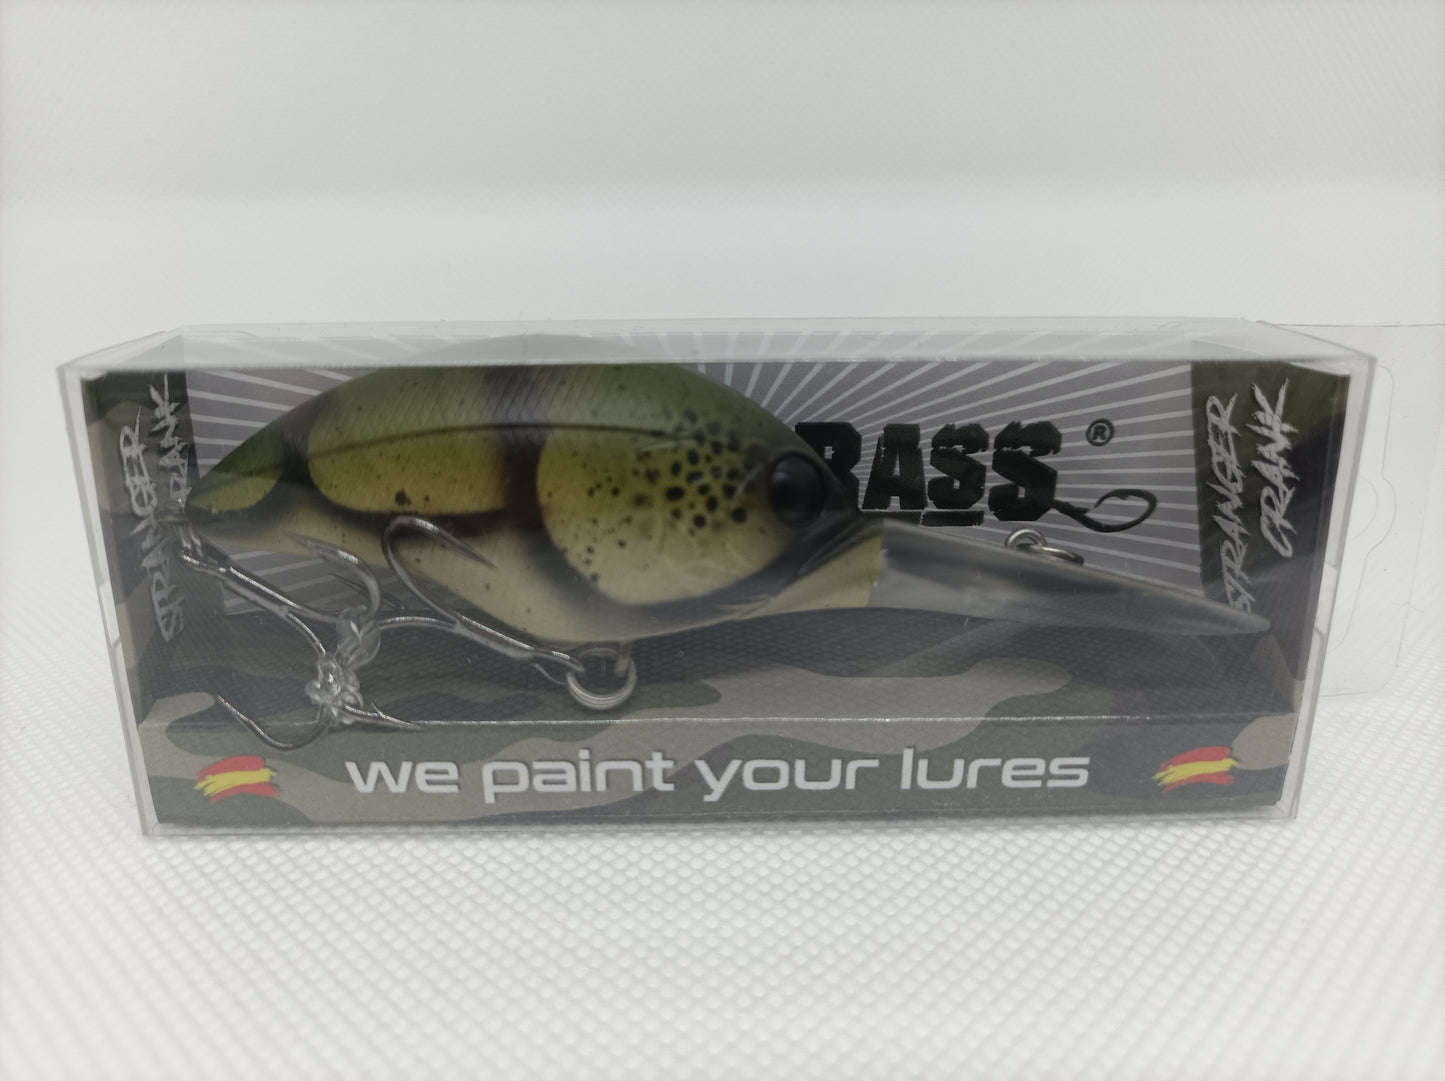 STRANGER
CRANK
BASS®
STRANGER
CRANK
we paint your lures